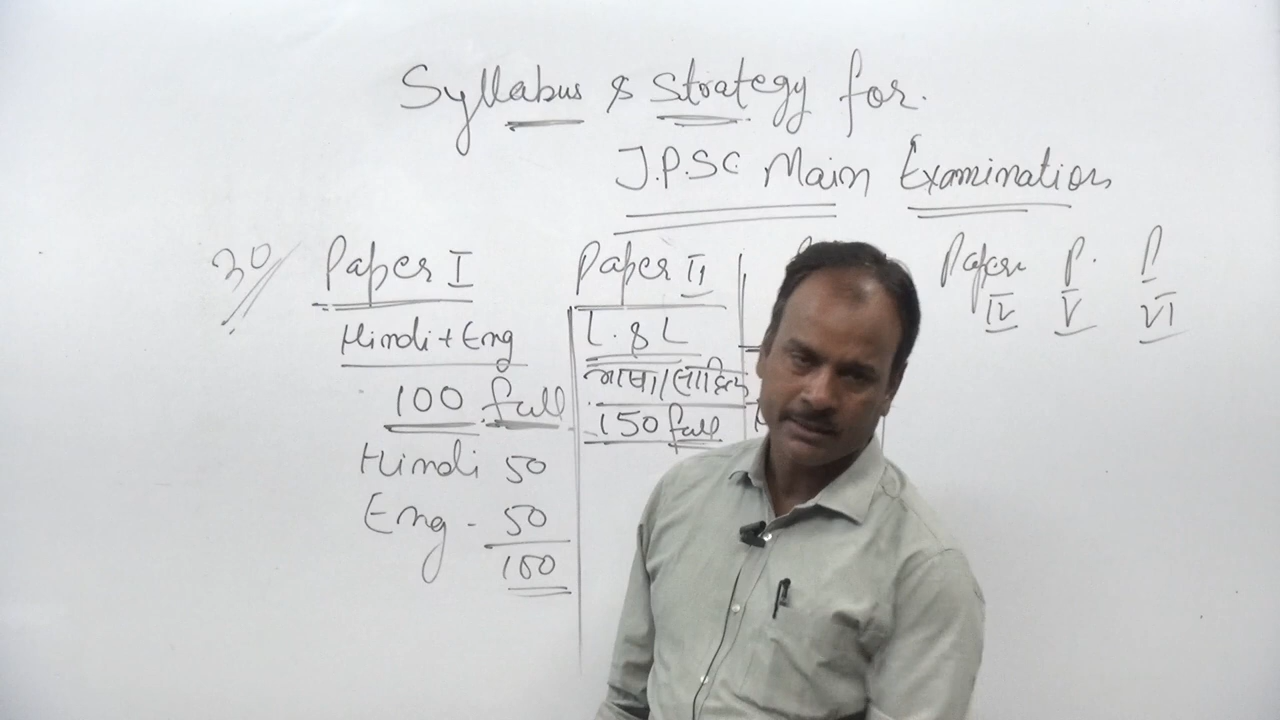 Syllabus & Strategy for.
J.P.SC Main Examination
30/ Paper I
Hindi + Eng
100 full
Hindi 50
Eng - 50
100
Paper II
L. & L
भाषा/साहित्य
150 full
Paper IV
P. V
P VI